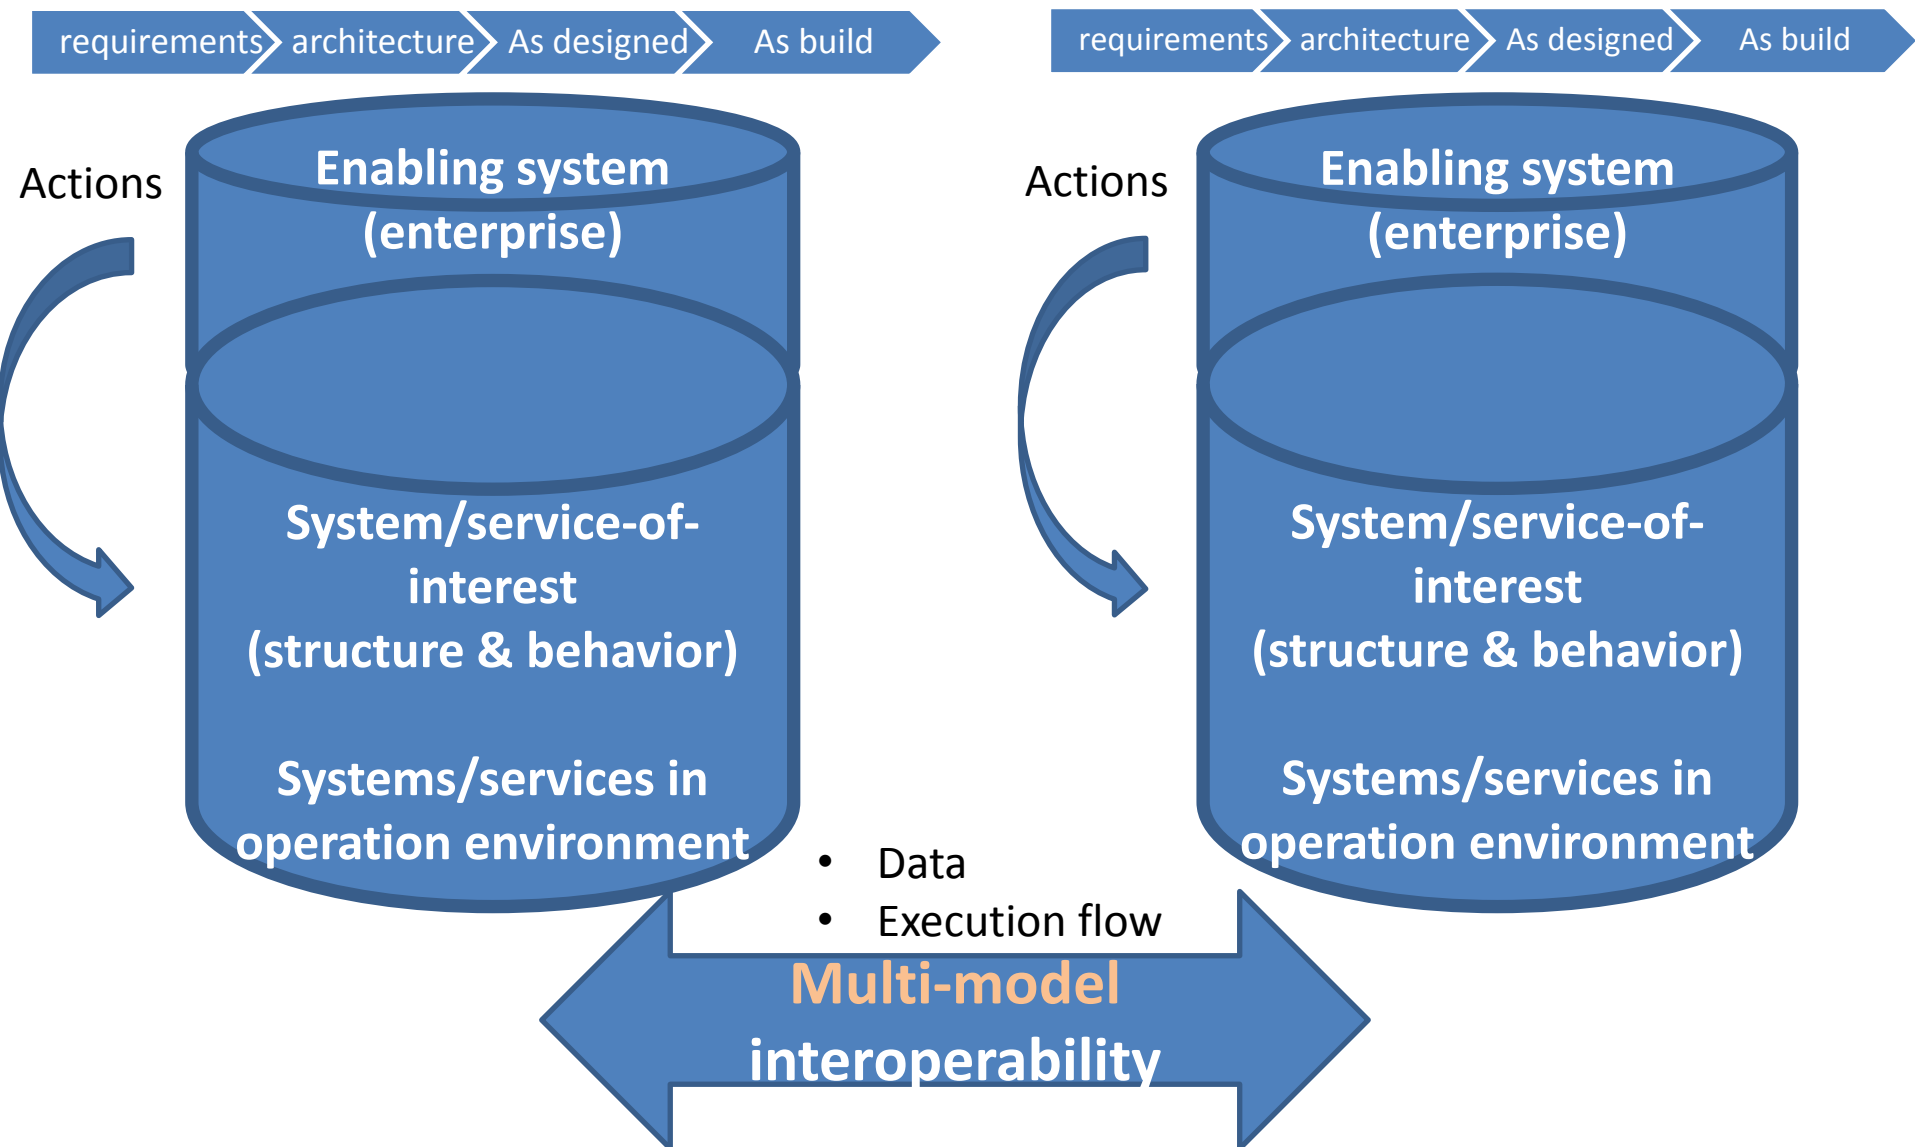 requirements architecture As designed As build
Actions
Enabling system
(enterprise)
System/service-of-
interest
(structure & behavior)
Systems/services in
operation environment
requirements architecture As designed As build
Actions
Enabling system
(enterprise)
System/service-of-
interest
(structure & behavior)
Systems/services in
operation environment
• Data
• Execution flow
Multi-model
interoperability